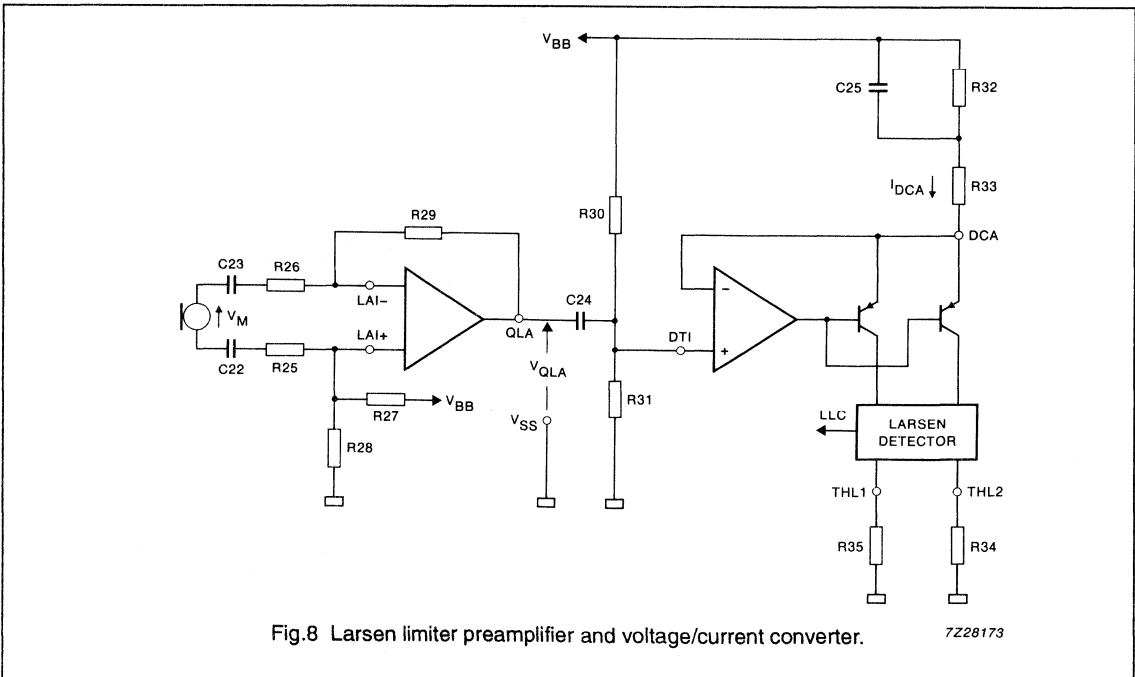 VBB
C25
R32
IDCA ↓
R33
R30
DCA
R29
C23
R26
LAI−
VM
C22
R25
LAI+
QLA
C24
DTI
−
+
VQLA
R27
VBB
R28
VSS
R31
LLC
LARSEN
DETECTOR
THL1
THL2
R35
R34
Fig.8 Larsen limiter preamplifier and voltage/current converter.
7Z28173